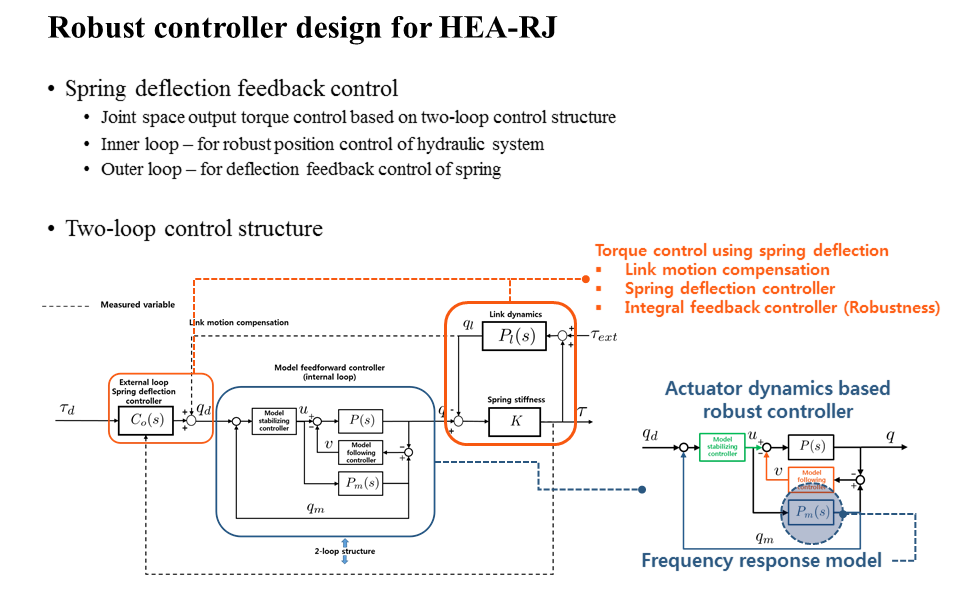 Robust controller design for HEA-RJ
• Spring deflection feedback control
• Joint space output torque control based on two-loop control structure
• Inner loop – for robust position control of hydraulic system
• Outer loop – for deflection feedback control of spring
• Two-loop control structure
Torque control using spring deflection
▪ Link motion compensation
▪ Spring deflection controller
▪ Integral feedback controller (Robustness)
Measured variable
Link motion compensation
Link dynamics
q_l
P_l(s)
τ_ext
Model feedforward controller
(internal loop)
External loop
Spring deflection
controller
τ_d
C_o(s)
q_d
Model
stabilizing
controller
u
P(s)
v
Model
following
controller
P_m(s)
q_m
q
Spring stiffness
K
τ
2-loop structure
Actuator dynamics based
robust controller
q_d
Model
stabilizing
controller
u
P(s)
q
v
Model
following
controller
P_m(s)
q_m
Frequency response model